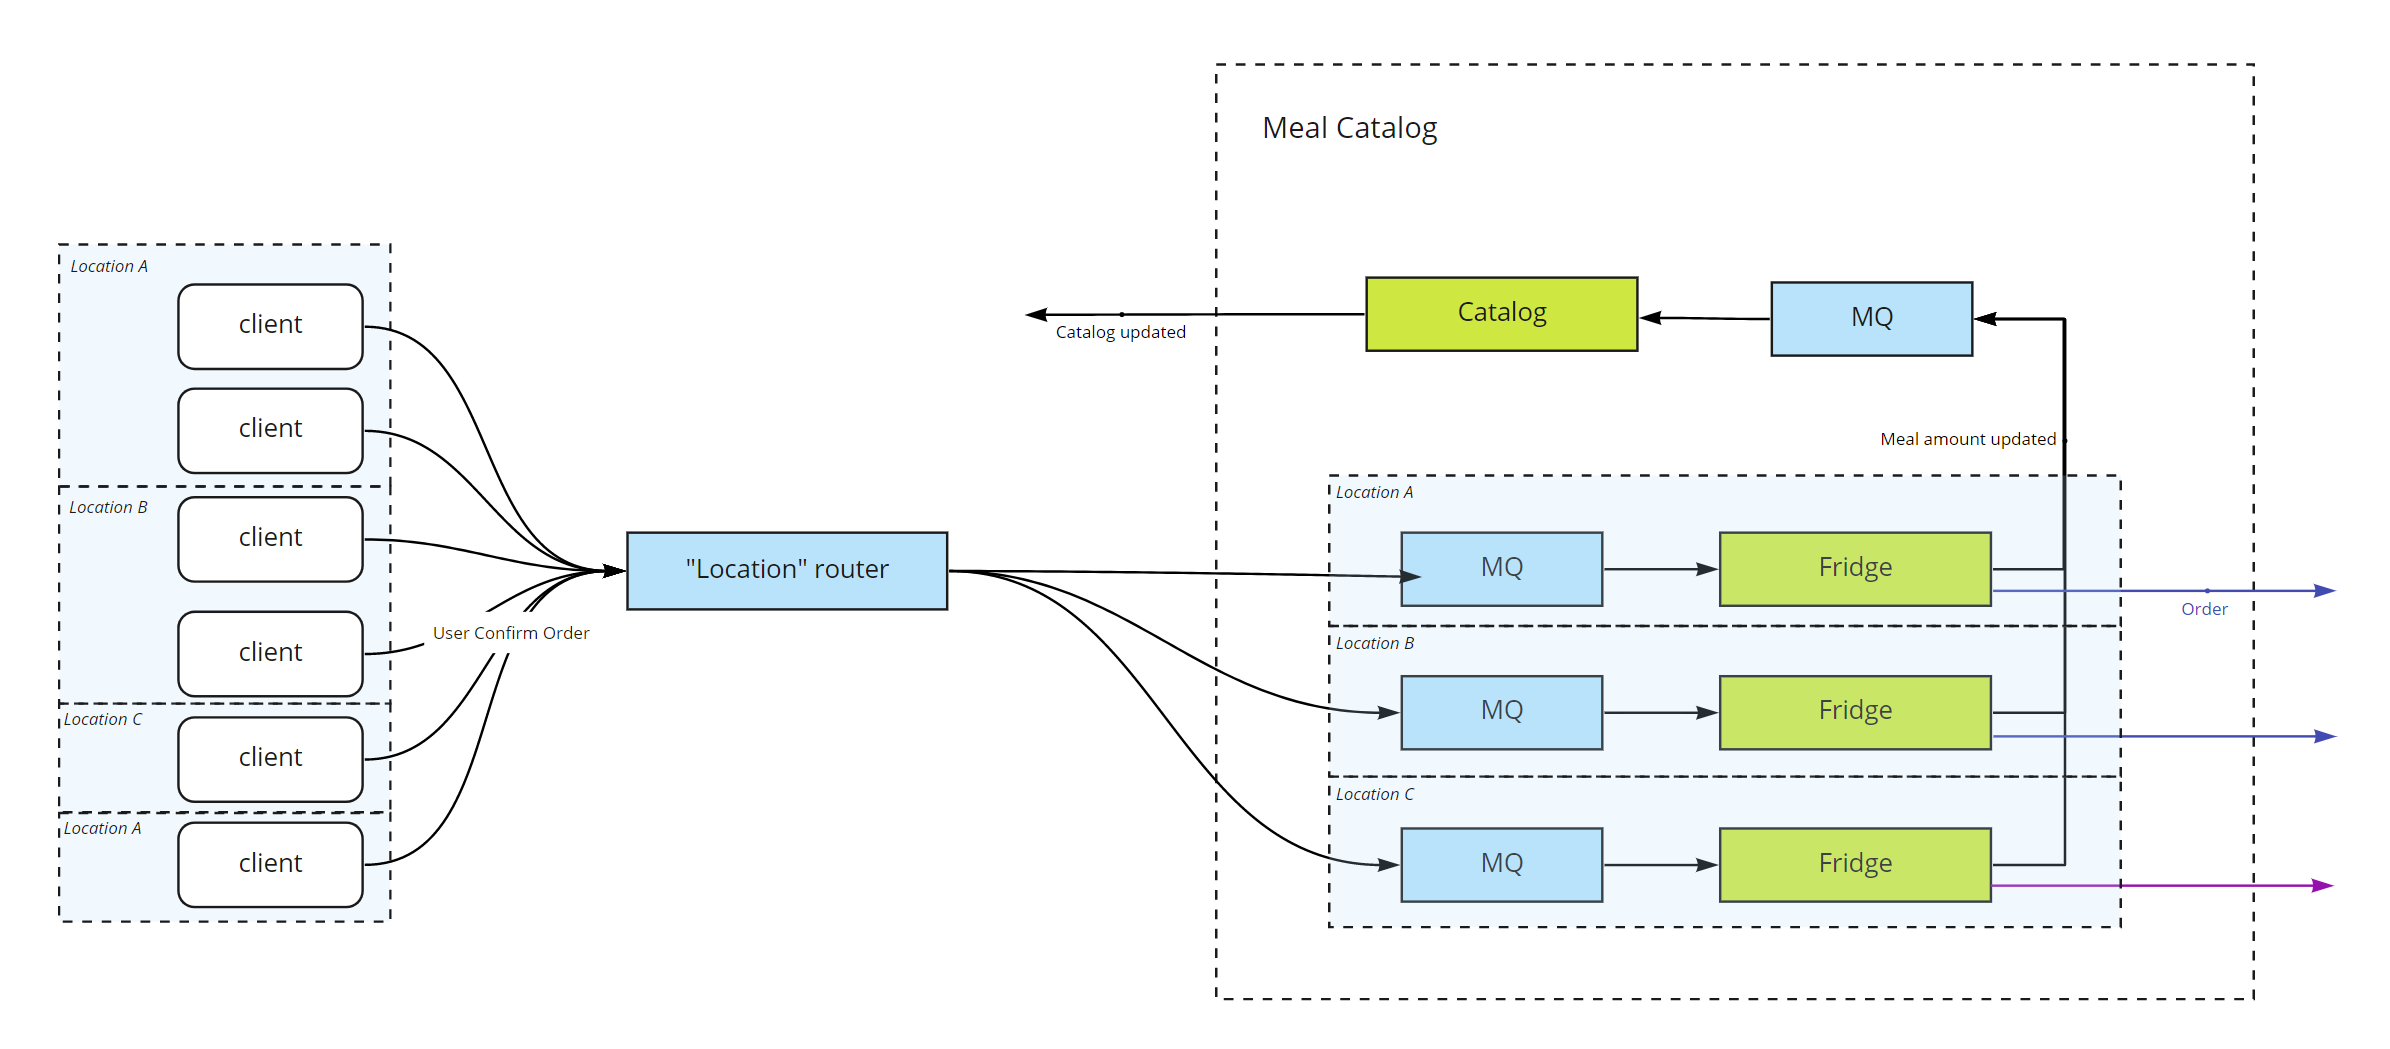 Meal Catalog
Location A
client
client
Location B
client
client
Location C
client
Location A
client
User Confirm Order
"Location" router
Catalog updated
Catalog
MQ
Meal amount updated
Location A
MQ
Fridge
Order
Location B
MQ
Fridge
Location C
MQ
Fridge